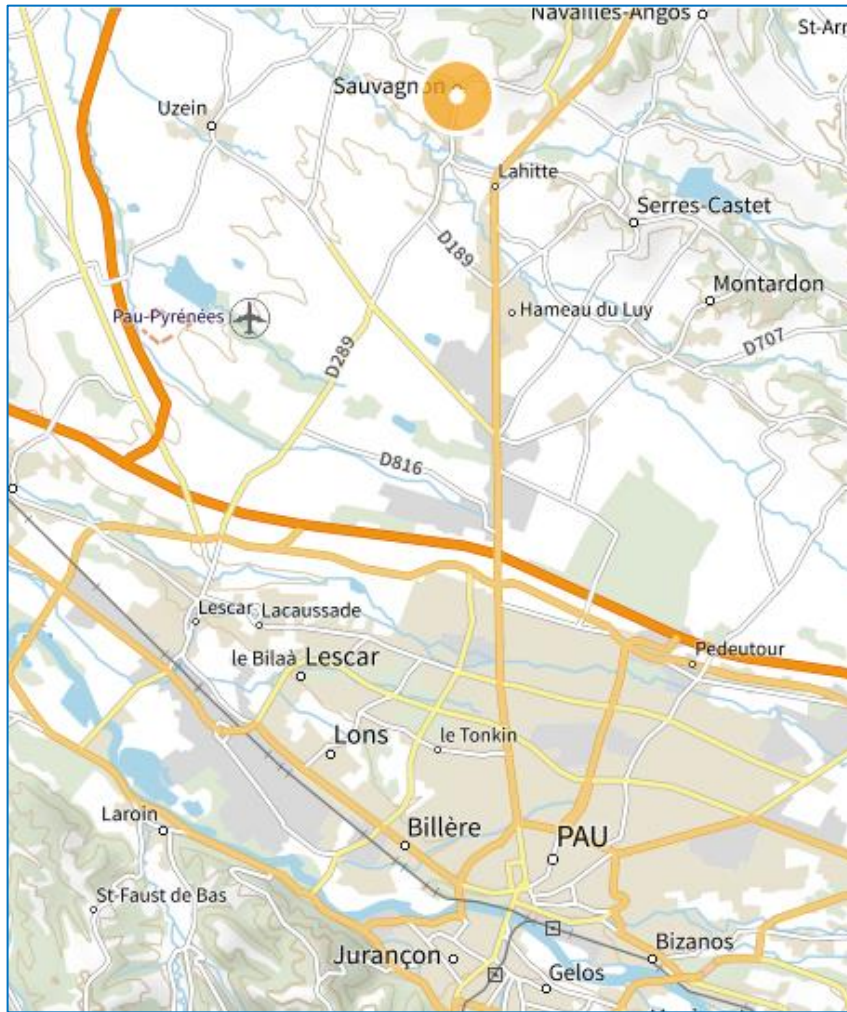 Navailles-Angos
St-Arr
Sauvagnon
Uzein
Lahitte
Serres-Castet
D189
Montardon
Pau-Pyrénées
Hameau du Luy
D289
D707
D816
Lescar
Lacaussade
Pedeutour
le Bilaà
Lescar
Lons
le Tonkin
Laroin
Billère
PAU
St-Faust de Bas
Jurançon
Bizanos
Gelos